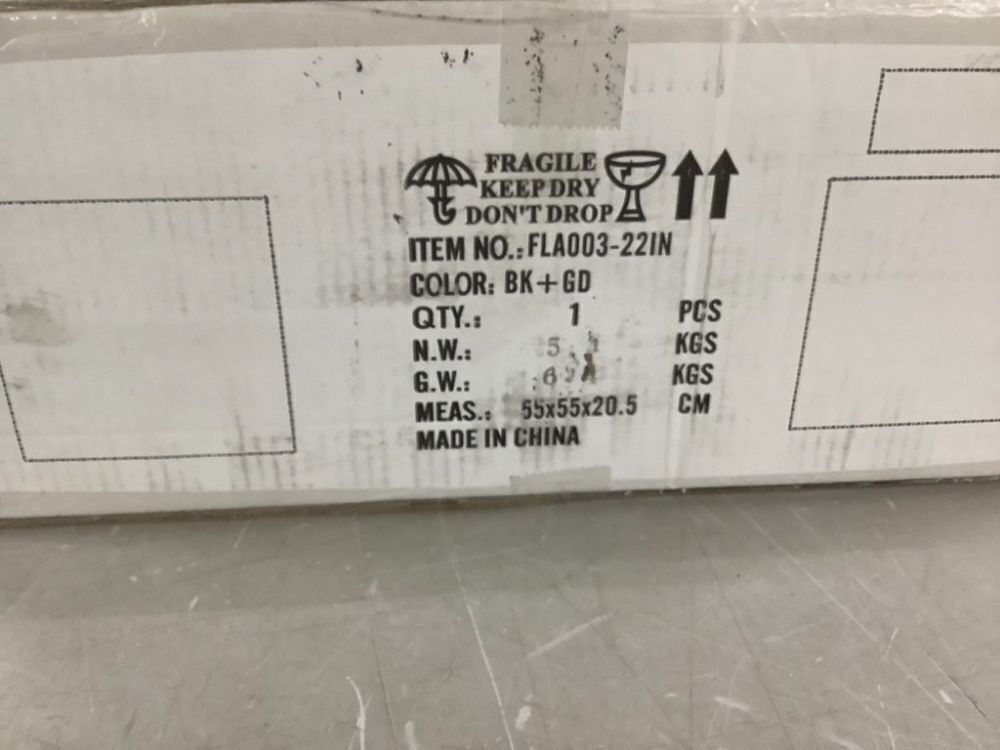 FRAGILE
KEEP DRY
DON'T DROP
ITEM NO.: FLA003-22IN
COLOR: BK+GD
QTY.: 1 PCS
N.W.: KGS
G.W.: KGS
MEAS.: 55x55x20.5 CM
MADE IN CHINA